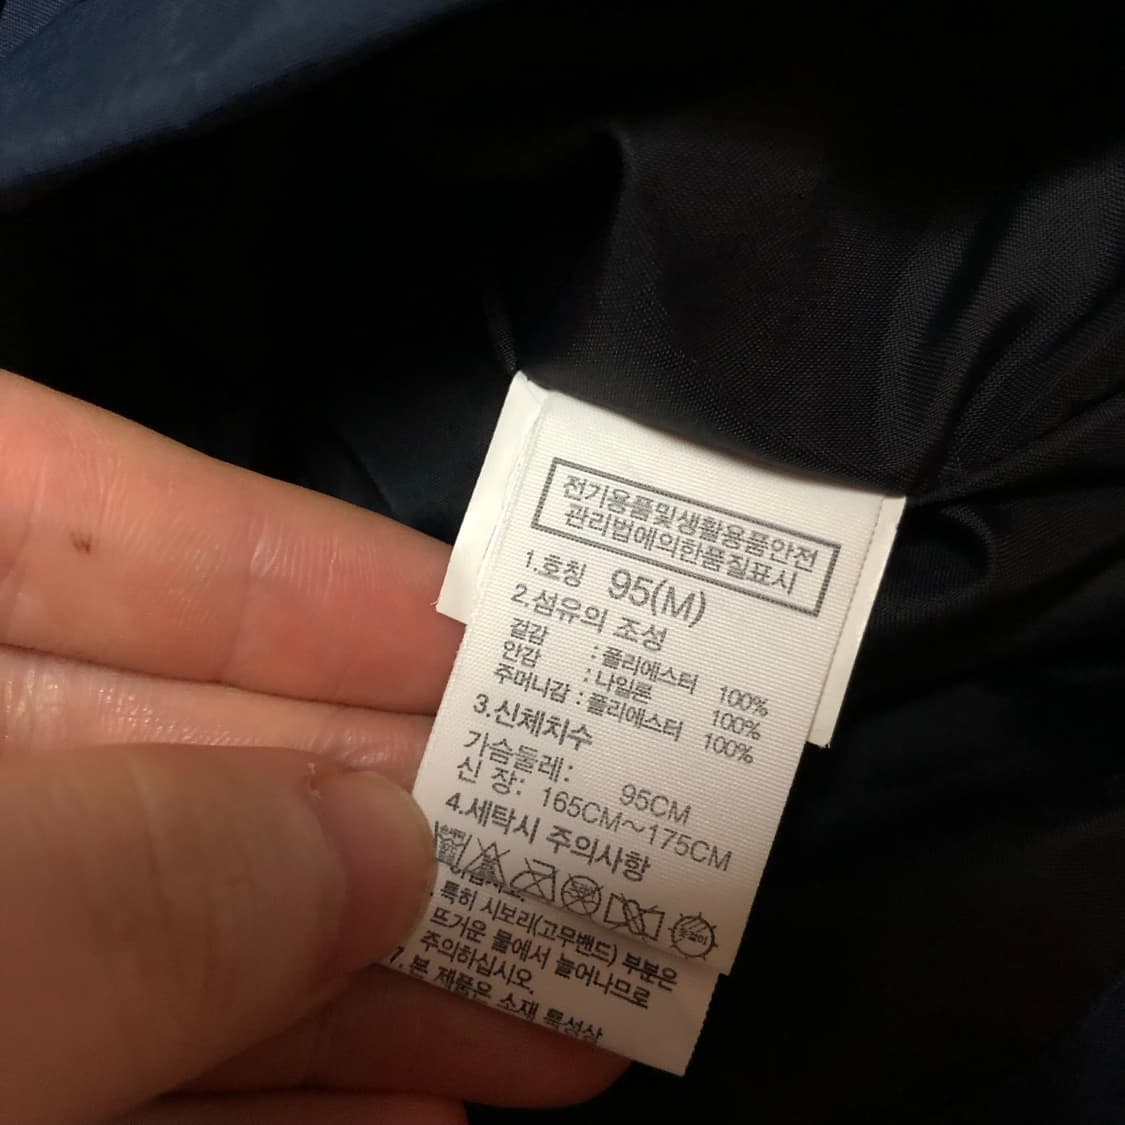 전기용품및생활용품안전
관리법에의한품질표시
1.호칭 95(M)
2.섬유의 조성
겉감 : 폴리에스터 100%
안감 : 나일론 100%
주머니감 : 폴리에스터 100%
3.신체치수
가슴둘레: 95CM
신 장: 165CM~175CM
4.세탁시 주의사항
특히 시보리(고무밴드) 부분은
뜨거운 물에서 늘어나므로
주의하십시오.
7. 본 제품은 소재 특성상